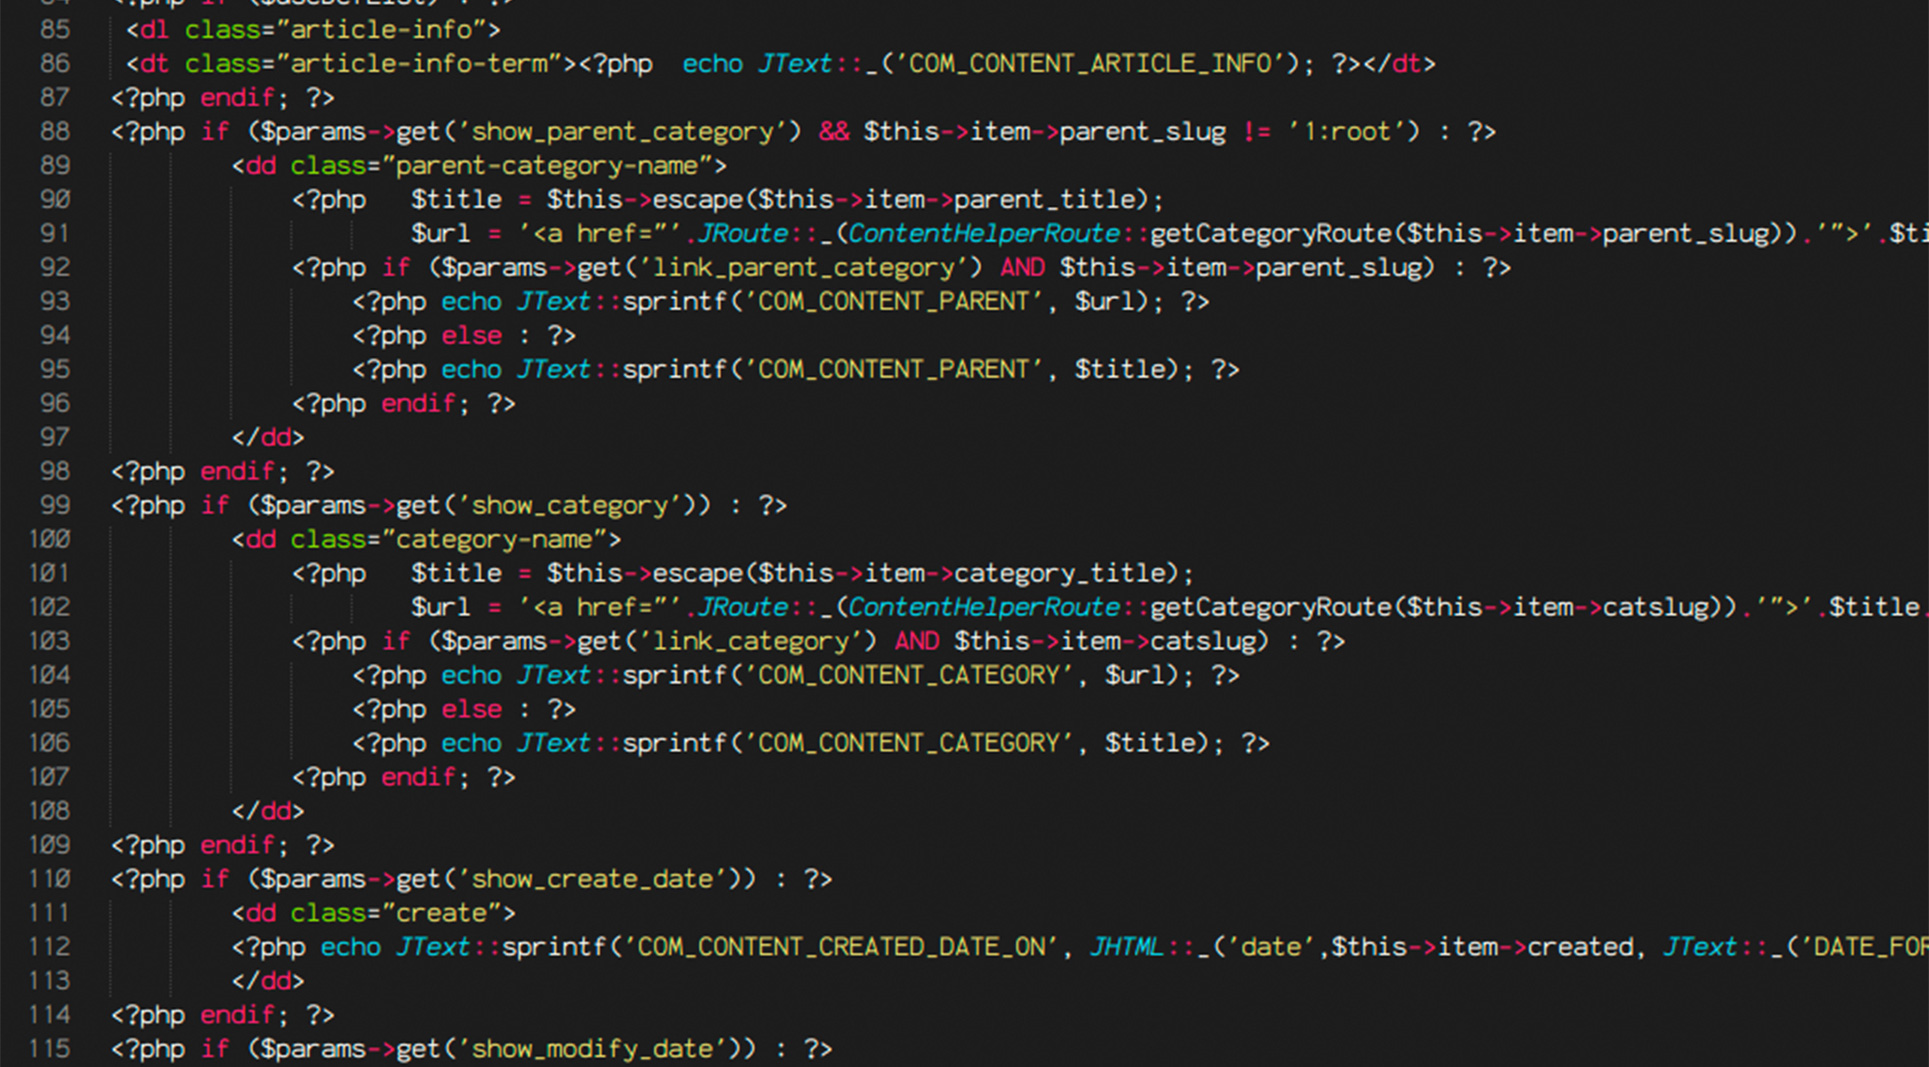 84 <?php if ($useDefList) : ?>
85 <dl class="article-info">
86 <dt class="article-info-term"><?php  echo JText::_('COM_CONTENT_ARTICLE_INFO'); ?></dt>
87 <?php endif; ?>
88 <?php if ($params->get('show_parent_category') && $this->item->parent_slug != '1:root') : ?>
89 <dd class="parent-category-name">
90 <?php   $title = $this->escape($this->item->parent_title);
91 $url = '<a href="'.JRoute::_(ContentHelperRoute::getCategoryRoute($this->item->parent_slug)).'">'.$ti
92 <?php if ($params->get('link_parent_category') AND $this->item->parent_slug) : ?>
93 <?php echo JText::sprintf('COM_CONTENT_PARENT', $url); ?>
94 <?php else : ?>
95 <?php echo JText::sprintf('COM_CONTENT_PARENT', $title); ?>
96 <?php endif; ?>
97 </dd>
98 <?php endif; ?>
99 <?php if ($params->get('show_category')) : ?>
100 <dd class="category-name">
101 <?php   $title = $this->escape($this->item->category_title);
102 $url = '<a href="'.JRoute::_(ContentHelperRoute::getCategoryRoute($this->item->catslug)).'">'.$title.
103 <?php if ($params->get('link_category') AND $this->item->catslug) : ?>
104 <?php echo JText::sprintf('COM_CONTENT_CATEGORY', $url); ?>
105 <?php else : ?>
106 <?php echo JText::sprintf('COM_CONTENT_CATEGORY', $title); ?>
107 <?php endif; ?>
108 </dd>
109 <?php endif; ?>
110 <?php if ($params->get('show_create_date')) : ?>
111 <dd class="create">
112 <?php echo JText::sprintf('COM_CONTENT_CREATED_DATE_ON', JHTML::_('date',$this->item->created, JText::_('DATE_FOR
113 </dd>
114 <?php endif; ?>
115 <?php if ($params->get('show_modify_date')) : ?>